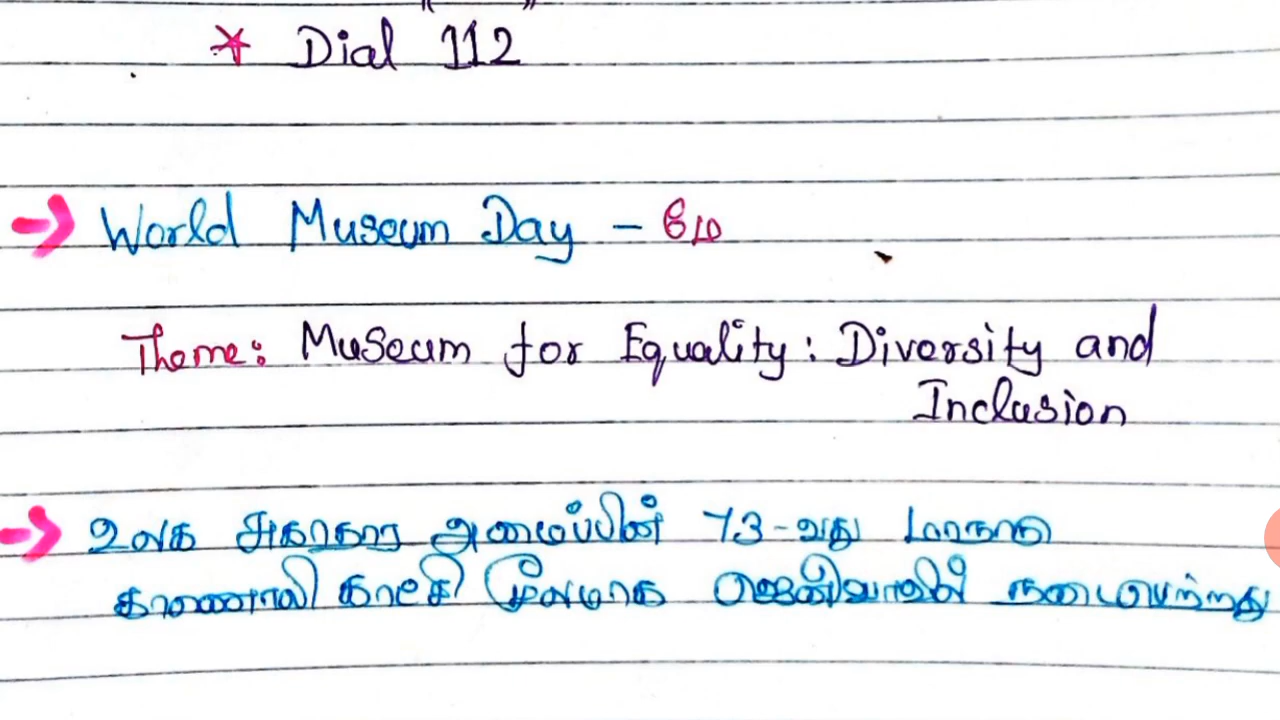 * Dial 112
→ World Museum Day - மே
Theme: Museum for Equality: Diversity and
Inclusion
→ உலக சுகாதார அமைப்பின் 73-வது மாநாடு
காணொலி காட்சி மூலமாக ஜெனிவாவில் நடைபெற்றது